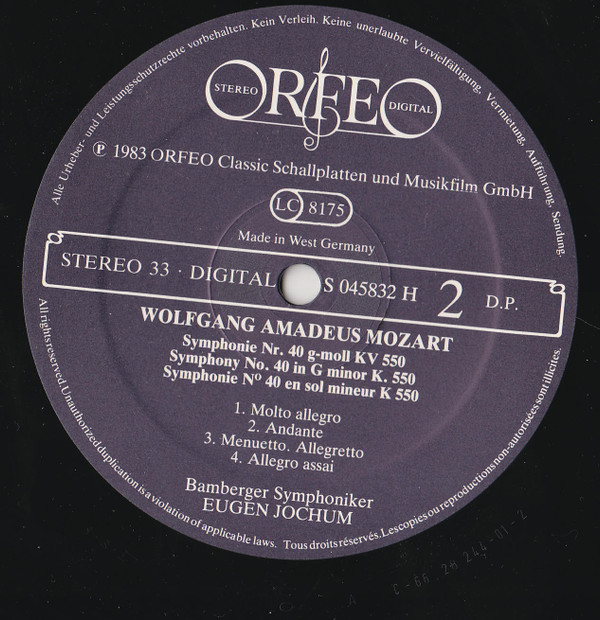 Alle Urheber- und Leistungsschutzrechte vorbehalten. Kein Verleih. Keine unerlaubte Vervielfältigung, Vermietung, Aufführung, Sendung.
STEREO ORFEO DIGITAL
℗ 1983 ORFEO Classic Schallplatten und Musikfilm GmbH
LC 8175
Made in West Germany
STEREO 33 · DIGITAL S 045832 H 2 D.P.
WOLFGANG AMADEUS MOZART
Symphonie Nr. 40 g-moll KV 550
Symphony No. 40 in G minor K. 550
Symphonie Nº 40 en sol mineur K 550
1. Molto allegro
2. Andante
3. Menuetto. Allegretto
4. Allegro assai
Bamberger Symphoniker
EUGEN JOCHUM
All rights reserved. Unauthorized duplication is a violation of applicable laws. Tous droits réservés. Les copies ou reproductions non-autorisées sont illicites.